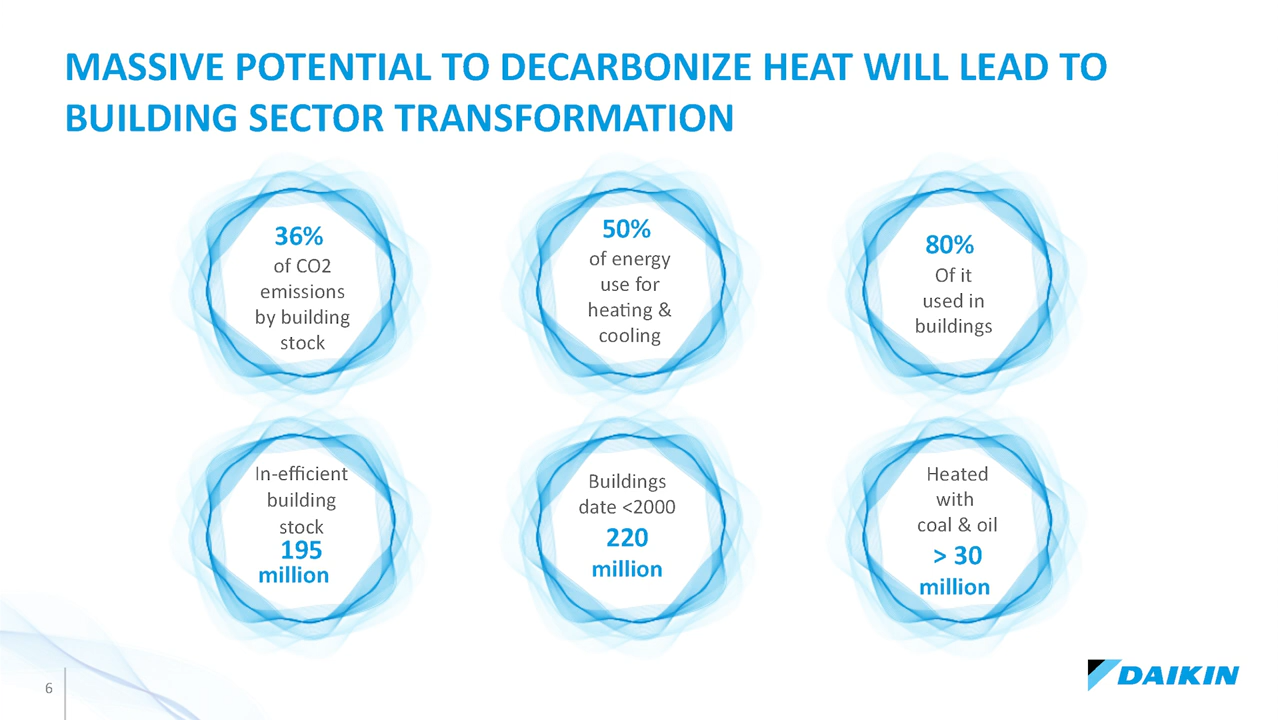 MASSIVE POTENTIAL TO DECARBONIZE HEAT WILL LEAD TO
BUILDING SECTOR TRANSFORMATION
36%
of CO2
emissions
by building
stock
50%
of energy
use for
heating &
cooling
80%
Of it
used in
buildings
In-efficient
building
stock
195
million
Buildings
date <2000
220
million
Heated
with
coal & oil
> 30
million
6
DAIKIN